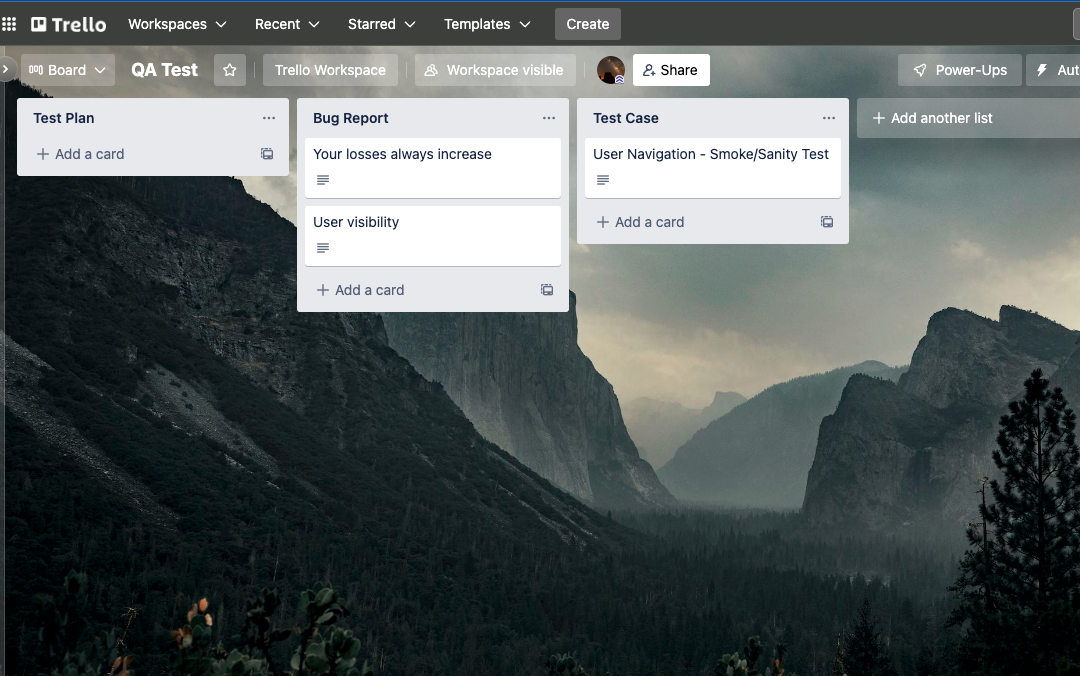 Trello Workspaces Recent Starred Templates Create
Board QA Test Trello Workspace Workspace visible Share Power-Ups Aut
Test Plan
Add a card
Bug Report
Your losses always increase
User visibility
Add a card
Test Case
User Navigation - Smoke/Sanity Test
Add a card
Add another list